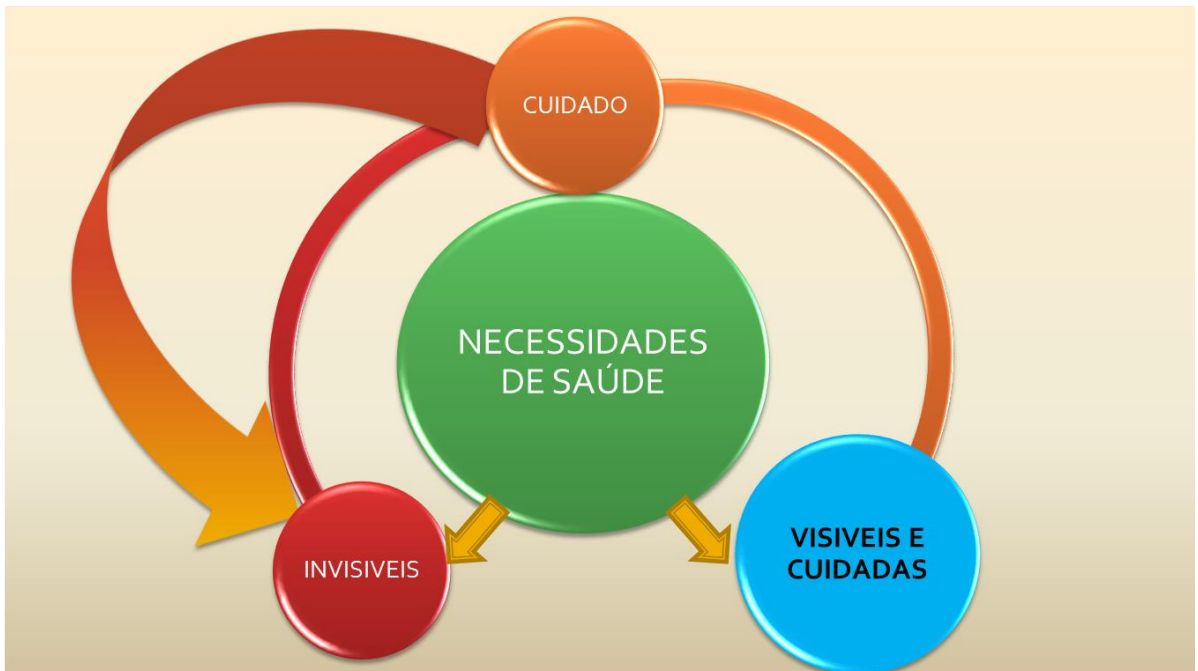 CUIDADO
NECESSIDADES
DE SAÚDE
INVISIVEIS
VISIVEIS E
CUIDADAS